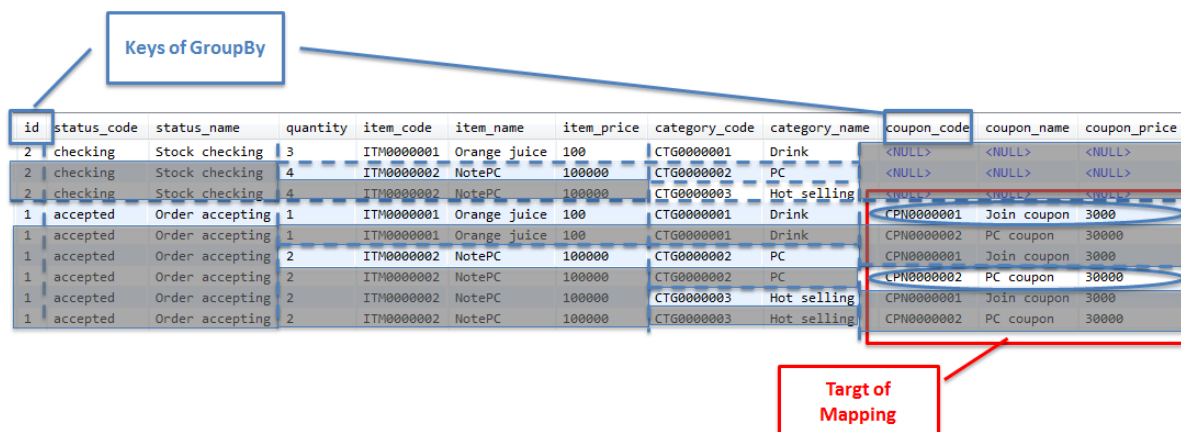 Keys of GroupBy
id status_code status_name quantity item_code item_name item_price category_code category_name coupon_code coupon_name coupon_price
2 checking Stock checking 3 ITM0000001 Orange juice 100 CTG0000001 Drink <NULL> <NULL> <NULL>
2 checking Stock checking 4 ITM0000002 NotePC 100000 CTG0000002 PC <NULL> <NULL> <NULL>
2 checking Stock checking 4 ITM0000002 NotePC 100000 CTG0000003 Hot selling <NULL> <NULL> <NULL>
1 accepted Order accepting 1 ITM0000001 Orange juice 100 CTG0000001 Drink CPN0000001 Join coupon 3000
1 accepted Order accepting 1 ITM0000001 Orange juice 100 CTG0000001 Drink CPN0000002 PC coupon 30000
1 accepted Order accepting 2 ITM0000002 NotePC 100000 CTG0000002 PC CPN0000001 Join coupon 3000
1 accepted Order accepting 2 ITM0000002 NotePC 100000 CTG0000002 PC CPN0000002 PC coupon 30000
1 accepted Order accepting 2 ITM0000002 NotePC 100000 CTG0000003 Hot selling CPN0000001 Join coupon 3000
1 accepted Order accepting 2 ITM0000002 NotePC 100000 CTG0000003 Hot selling CPN0000002 PC coupon 30000
Targt of
Mapping